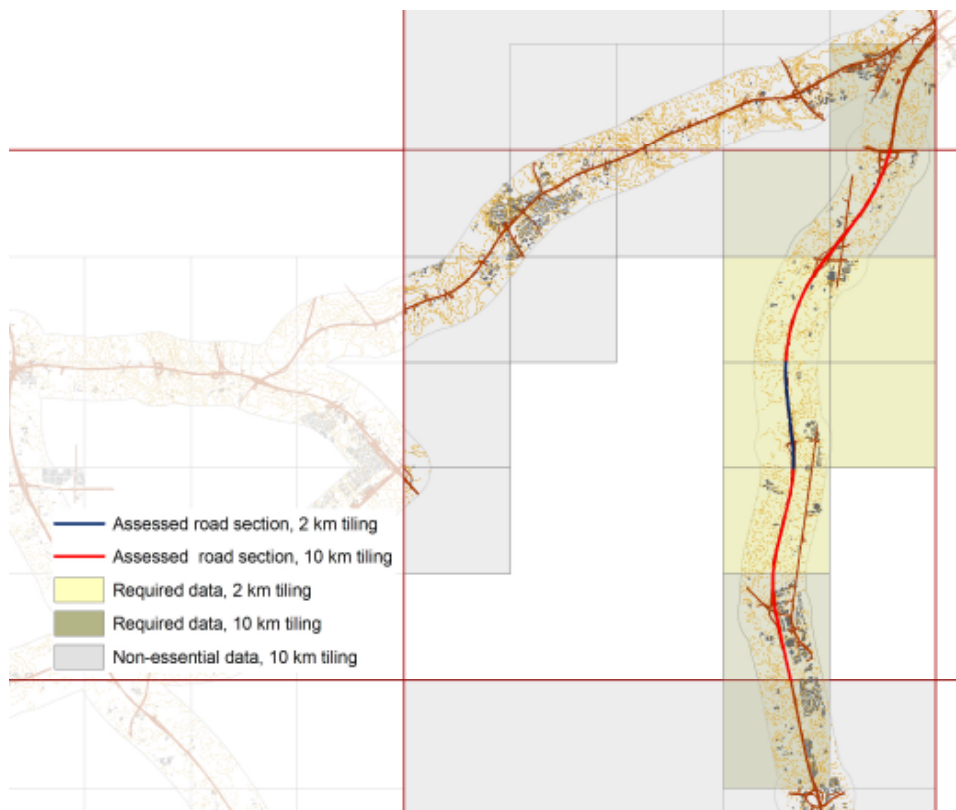 Assessed road section, 2 km tiling
Assessed road section, 10 km tiling
Required data, 2 km tiling
Required data, 10 km tiling
Non-essential data, 10 km tiling